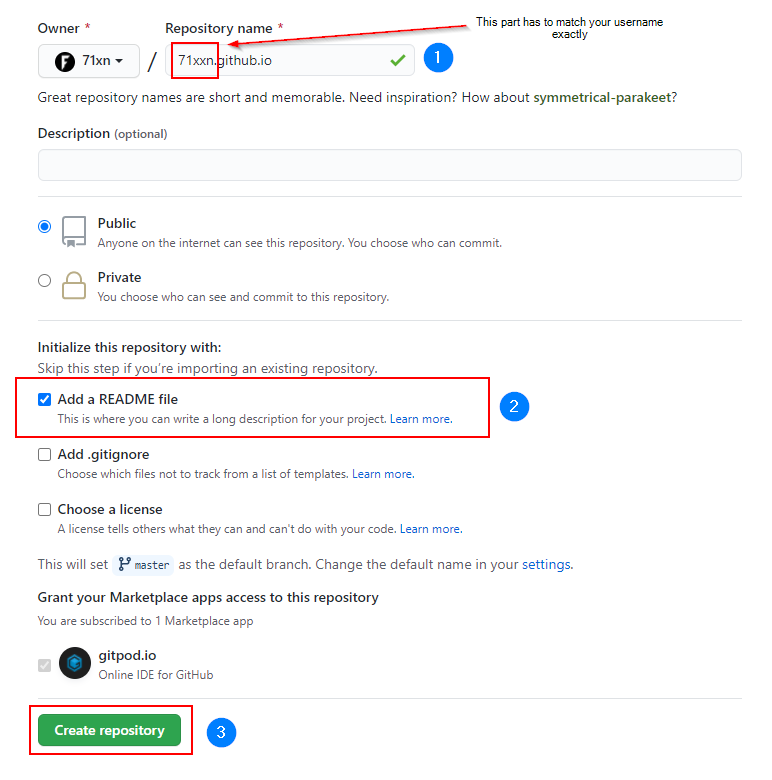 Owner * Repository name *
This part has to match your username
exactly
71xn / 71xxn.github.io
1
Great repository names are short and memorable. Need inspiration? How about symmetrical-parakeet?
Description (optional)
Public
Anyone on the internet can see this repository. You choose who can commit.
Private
You choose who can see and commit to this repository.
Initialize this repository with:
Skip this step if you're importing an existing repository.
Add a README file
This is where you can write a long description for your project. Learn more.
2
Add .gitignore
Choose which files not to track from a list of templates. Learn more.
Choose a license
A license tells others what they can and can't do with your code. Learn more.
This will set master as the default branch. Change the default name in your settings.
Grant your Marketplace apps access to this repository
You are subscribed to 1 Marketplace app
gitpod.io
Online IDE for GitHub
Create repository
3